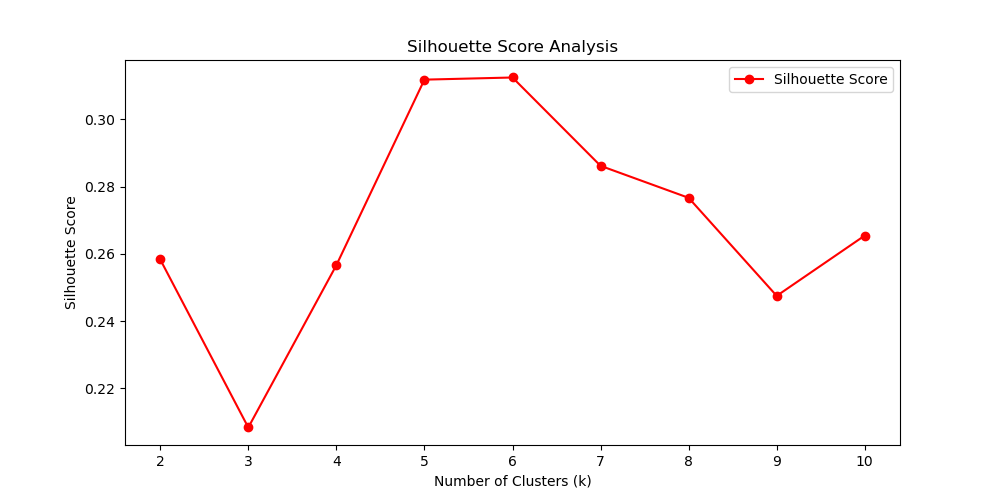 Silhouette Score Analysis
Silhouette Score
0.30
0.28
0.26
0.24
0.22
Silhouette Score
2 3 4 5 6 7 8 9 10
Number of Clusters (k)